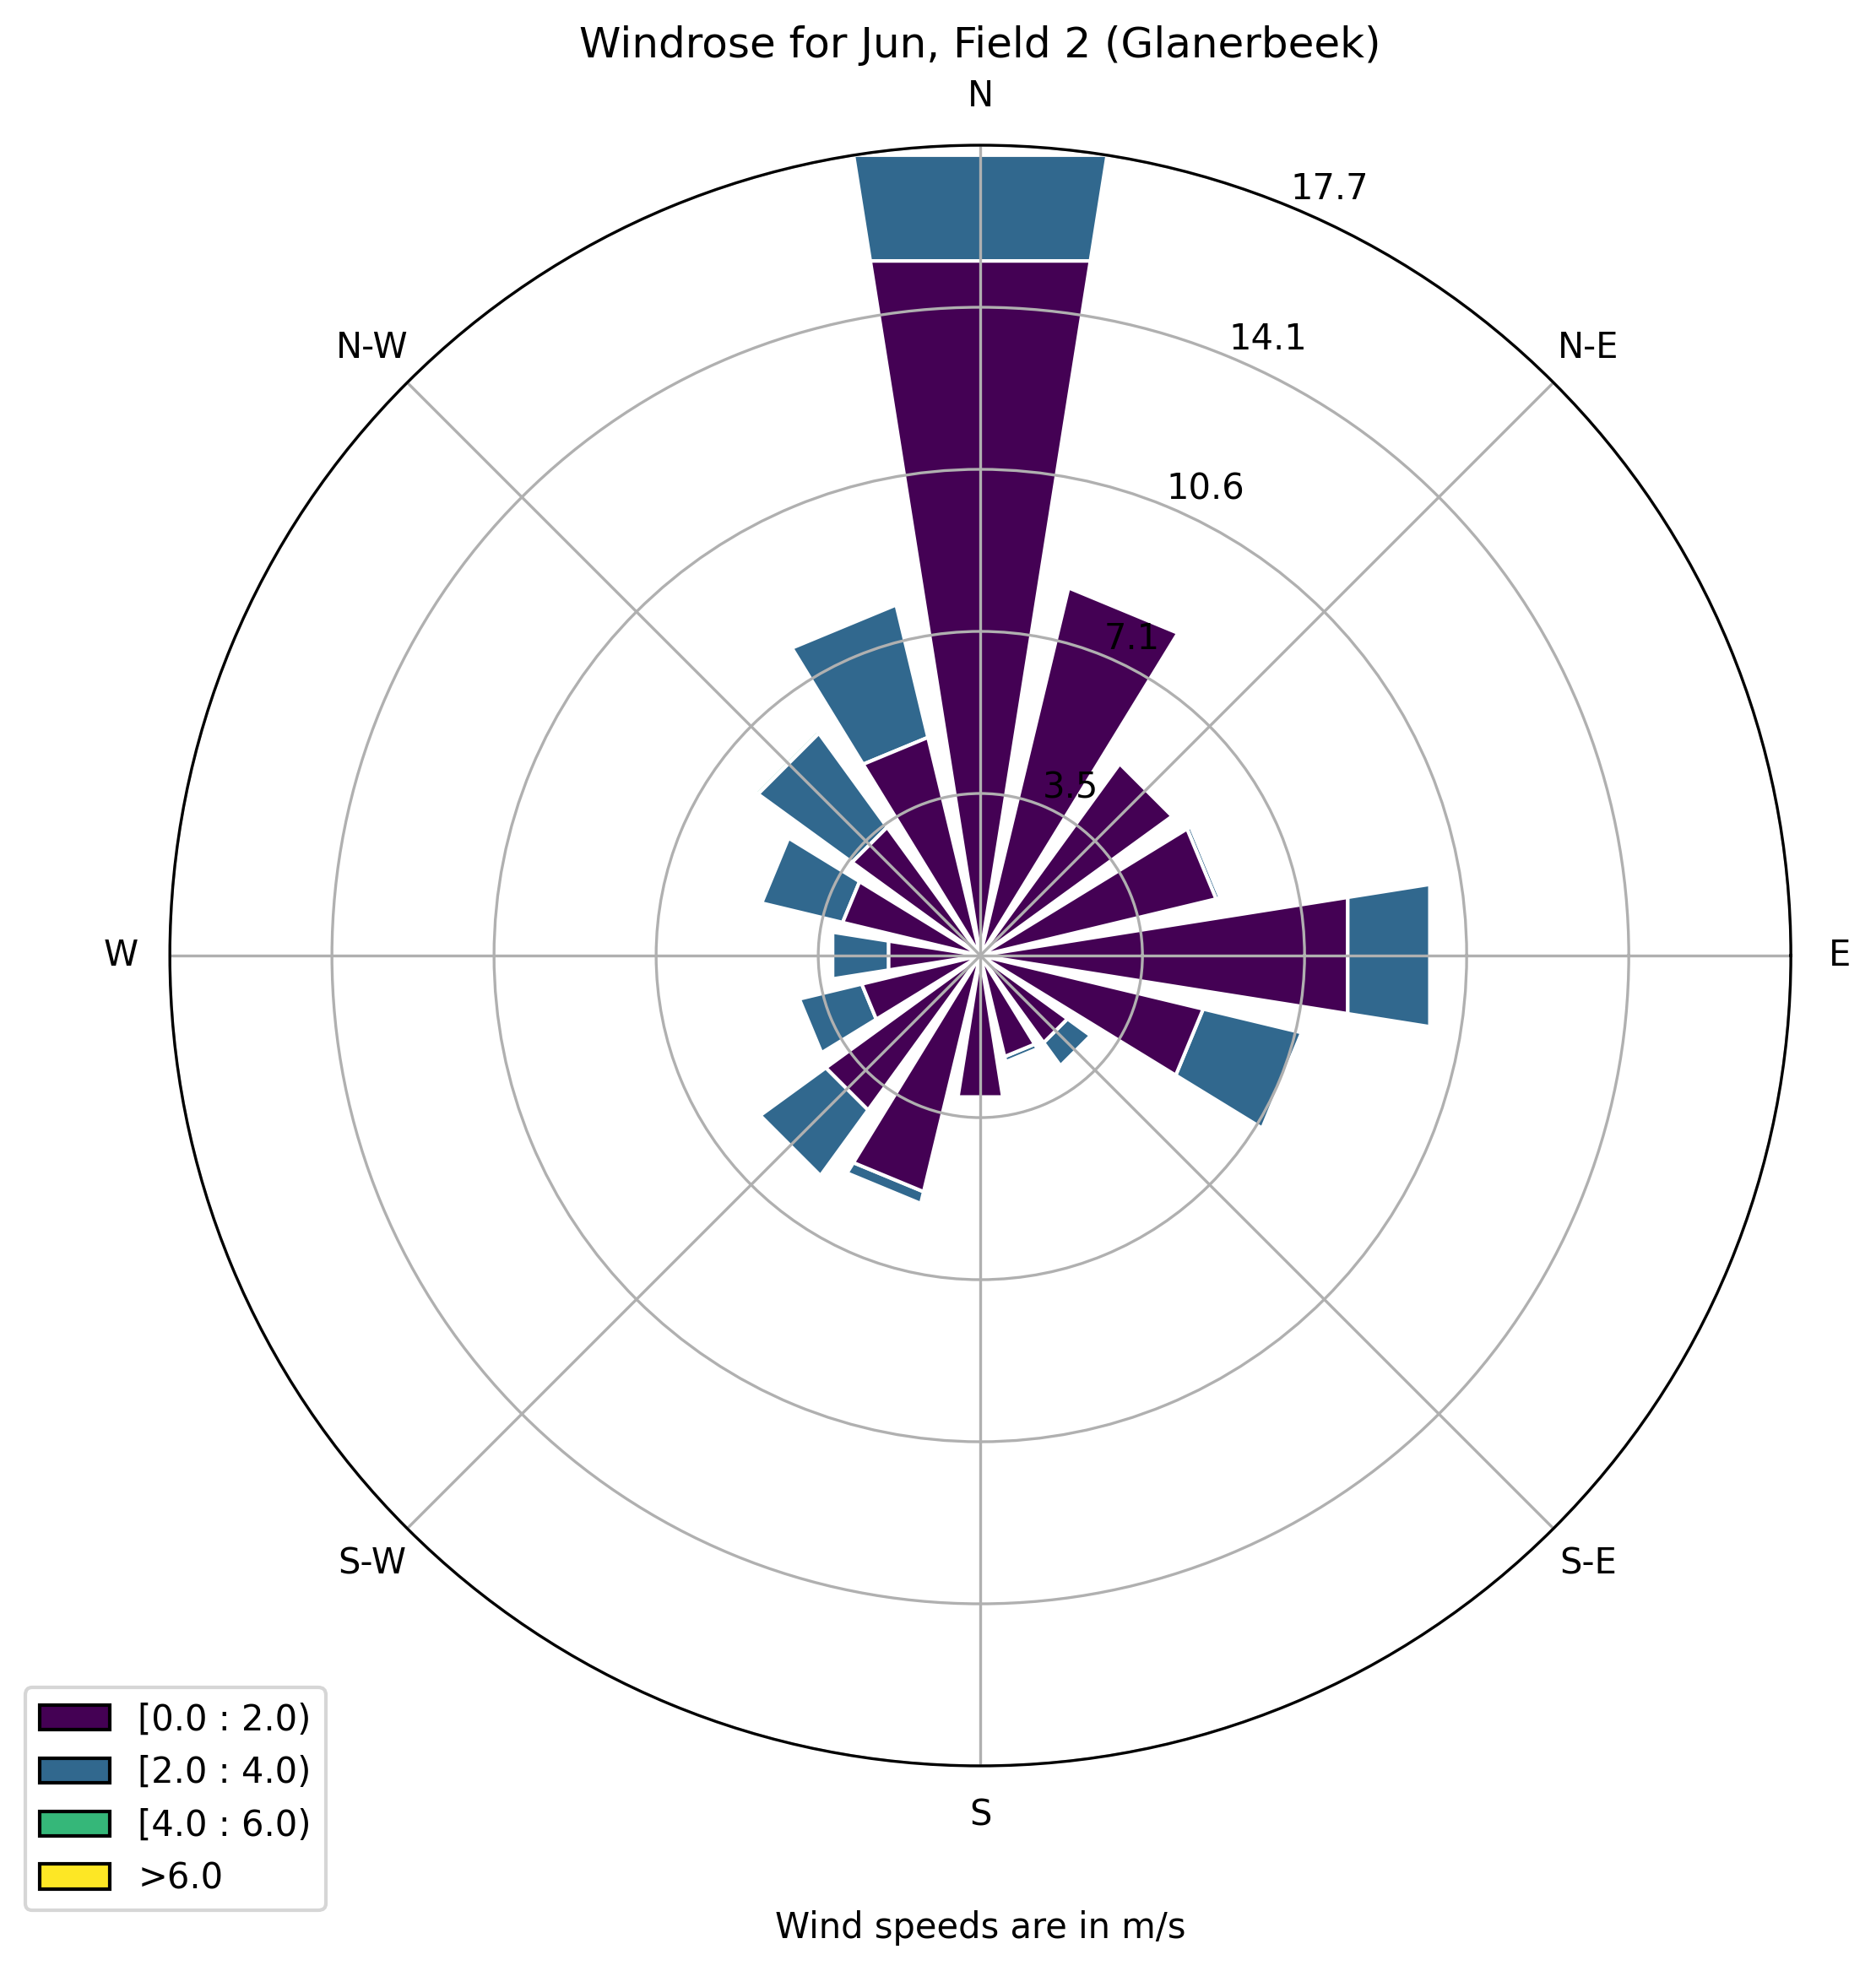 Windrose for Jun, Field 2 (Glanerbeek)
N
17.7
14.1
N-W
N-E
10.6
7.1
3.5
W
E
S-W
S-E
[0.0 : 2.0)
[2.0 : 4.0)
[4.0 : 6.0)
>6.0
S
Wind speeds are in m/s